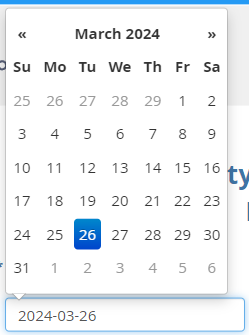 « March 2024 »
Su Mo Tu We Th Fr Sa
25 26 27 28 29 1 2
3 4 5 6 7 8 9
10 11 12 13 14 15 16
17 18 19 20 21 22 23
24 25 26 27 28 29 30
31 1 2 3 4 5 6
2024-03-26